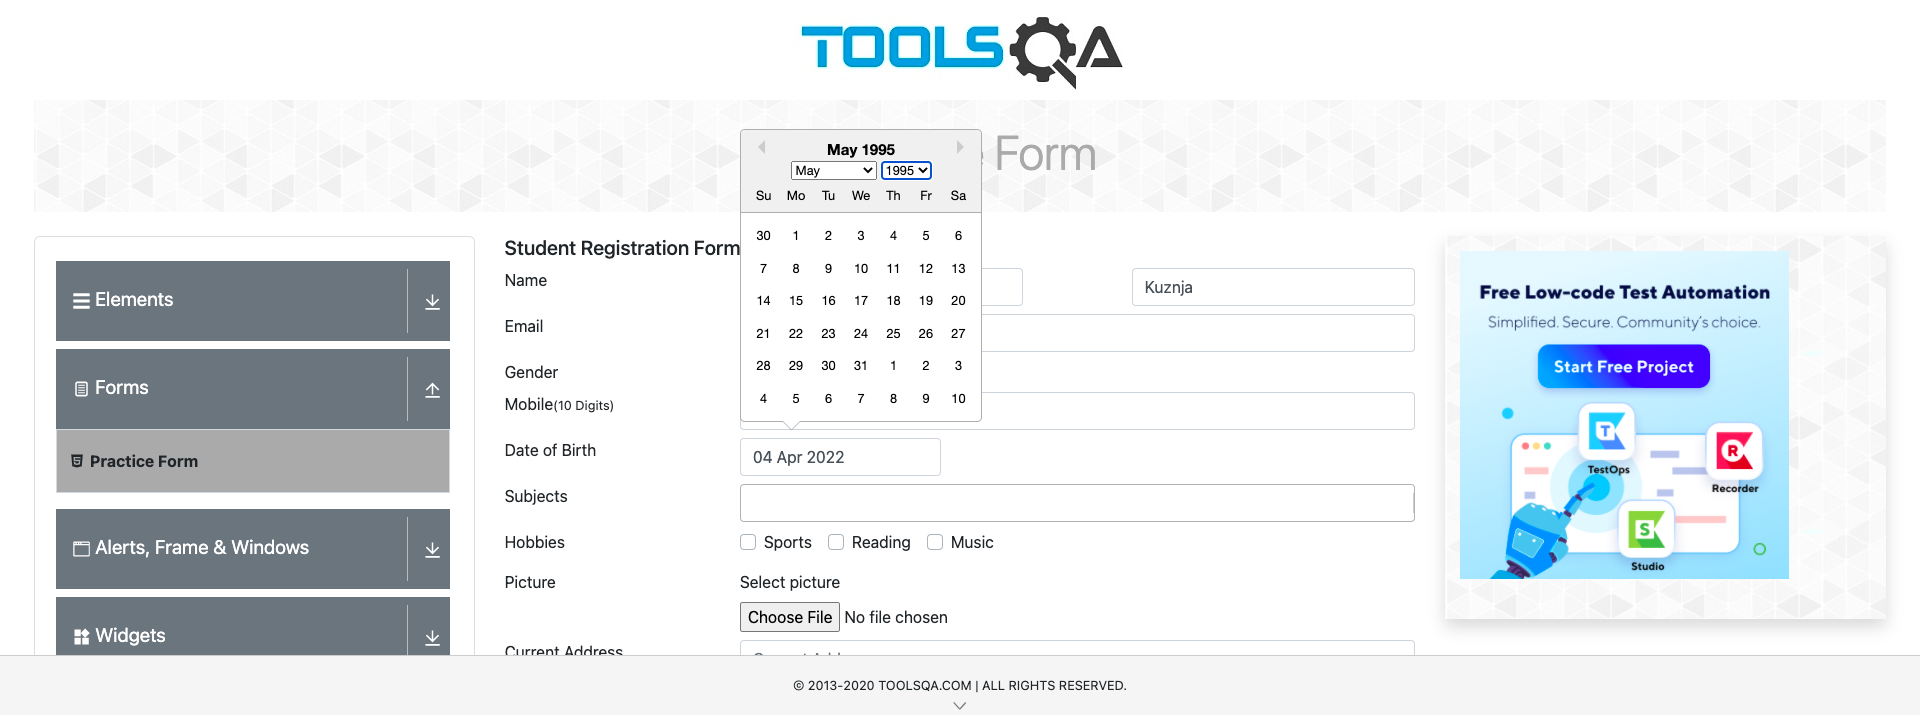 TOOLSQA
Form
May 1995
May
1995
Su Mo Tu We Th Fr Sa
30 1 2 3 4 5 6
7 8 9 10 11 12 13
14 15 16 17 18 19 20
21 22 23 24 25 26 27
28 29 30 31 1 2 3
4 5 6 7 8 9 10
Elements
Forms
Practice Form
Alerts, Frame & Windows
Widgets
Student Registration Form
Name
Kuznja
Email
Gender
Mobile(10 Digits)
Date of Birth
04 Apr 2022
Subjects
Hobbies
Sports Reading Music
Picture
Select picture
Choose File No file chosen
Current Address
Free Low-code Test Automation
Simplified. Secure. Community's choice.
Start Free Project
T
TestOps
R
Recorder
S
Studio
© 2013-2020 TOOLSQA.COM | ALL RIGHTS RESERVED.